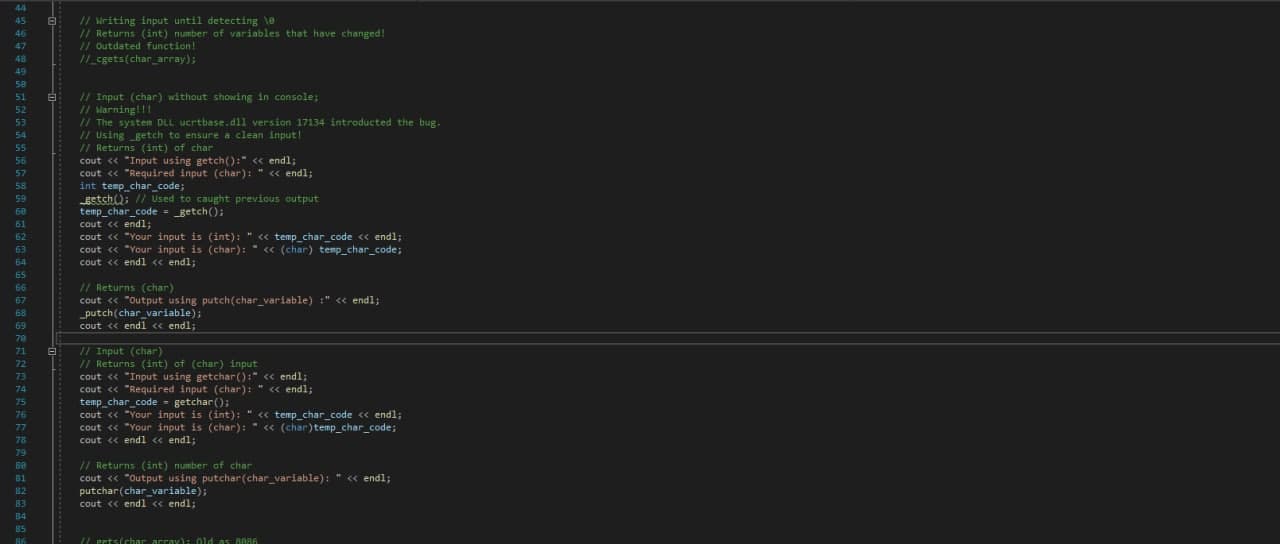 44
45 // Writing input until detecting \0
46 // Returns (int) number of variables that have changed!
47 // Outdated function!
48 //_cgets(char_array);
49
50
51 // Input (char) without showing in console;
52 // Warning!!!
53 // The system DLL ucrtbase.dll version 17134 introducted the bug.
54 // Using _getch to ensure a clean input!
55 // Returns (int) of char
56 cout << "Input using getch():" << endl;
57 cout << "Required input (char): " << endl;
58 int temp_char_code;
59 _getch(); // Used to caught previous output
60 temp_char_code = _getch();
61 cout << endl;
62 cout << "Your input is (int): " << temp_char_code << endl;
63 cout << "Your input is (char): " << (char) temp_char_code;
64 cout << endl << endl;
65
66 // Returns (char)
67 cout << "Output using putch(char_variable) :" << endl;
68 _putch(char_variable);
69 cout << endl << endl;
70
71 // Input (char)
72 // Returns (int) of (char) input
73 cout << "Input using getchar():" << endl;
74 cout << "Required input (char): " << endl;
75 temp_char_code = getchar();
76 cout << "Your input is (int): " << temp_char_code << endl;
77 cout << "Your input is (char): " << (char)temp_char_code;
78 cout << endl << endl;
79
80 // Returns (int) number of char
81 cout << "Output using putchar(char_variable): " << endl;
82 putchar(char_variable);
83 cout << endl << endl;
84
85
86 // gets(char_array); Old as 8086